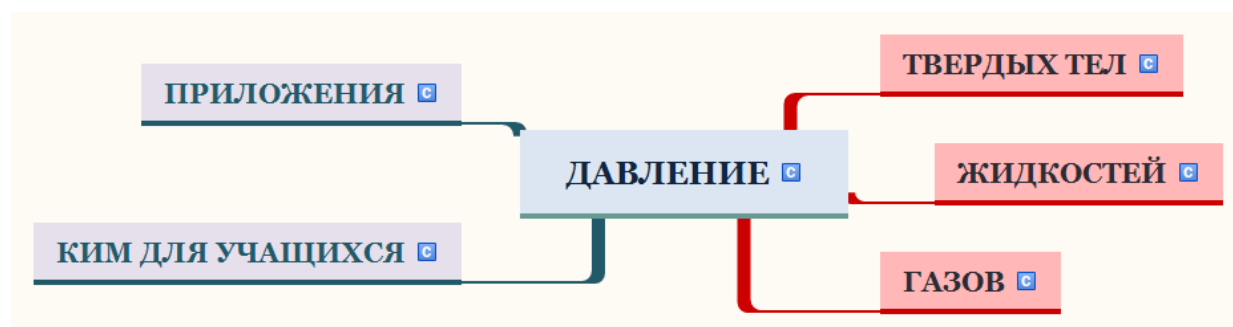 ПРИЛОЖЕНИЯ
ТВЕРДЫХ ТЕЛ
ДАВЛЕНИЕ
ЖИДКОСТЕЙ
КИМ ДЛЯ УЧАЩИХСЯ
ГАЗОВ